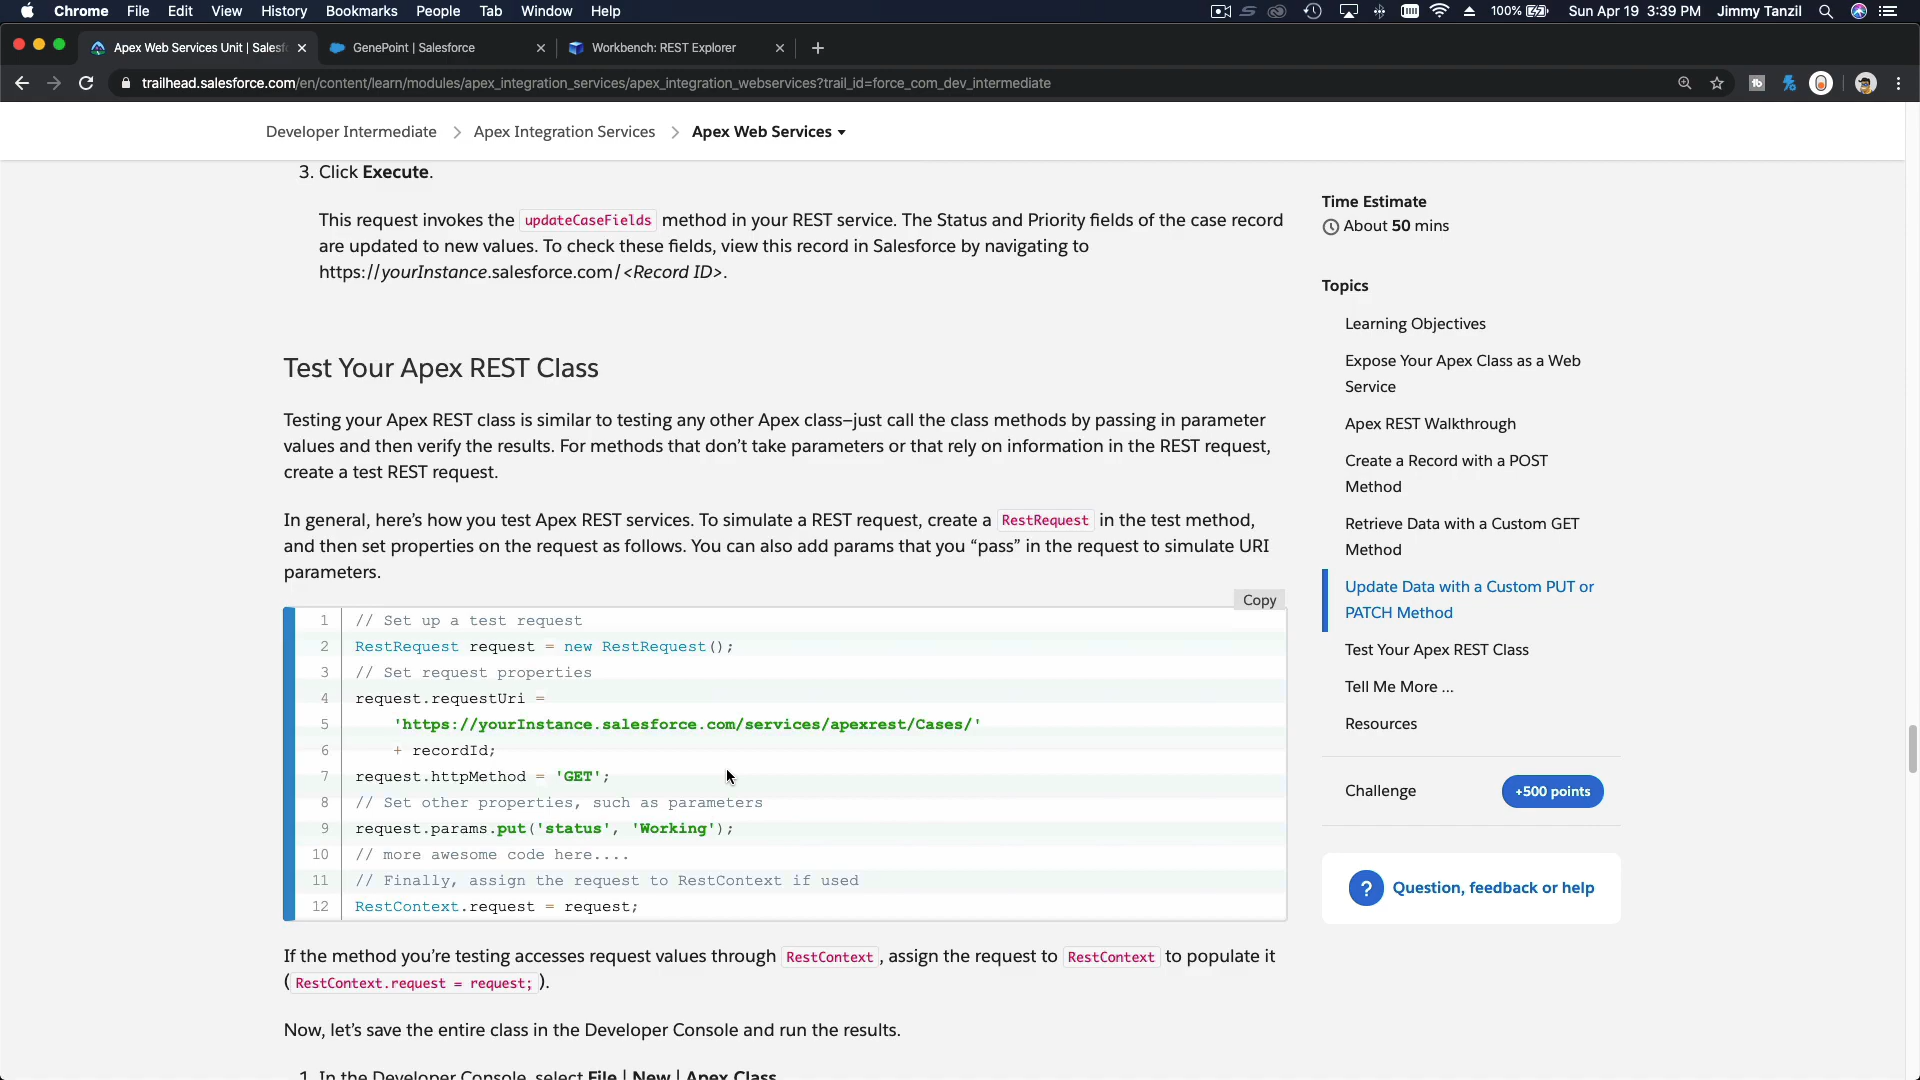 Chrome File Edit View History Bookmarks People Tab Window Help 100% Sun Apr 19 3:39 PM Jimmy Tanzil
Apex Web Services Unit | Salesf GenePoint | Salesforce Workbench: REST Explorer
trailhead.salesforce.com/en/content/learn/modules/apex_integration_services/apex_integration_webservices?trail_id=force_com_dev_intermediate
Developer Intermediate > Apex Integration Services > Apex Web Services
3. Click Execute.
This request invokes the updateCaseFields method in your REST service. The Status and Priority fields of the case record
are updated to new values. To check these fields, view this record in Salesforce by navigating to
https://yourInstance.salesforce.com/<Record ID>.
Test Your Apex REST Class
Testing your Apex REST class is similar to testing any other Apex class—just call the class methods by passing in parameter
values and then verify the results. For methods that don't take parameters or that rely on information in the REST request,
create a test REST request.
In general, here's how you test Apex REST services. To simulate a REST request, create a RestRequest in the test method,
and then set properties on the request as follows. You can also add params that you “pass” in the request to simulate URI
parameters.
Copy
1 // Set up a test request
2 RestRequest request = new RestRequest();
3 // Set request properties
4 request.requestUri =
5 'https://yourInstance.salesforce.com/services/apexrest/Cases/'
6 + recordId;
7 request.httpMethod = 'GET';
8 // Set other properties, such as parameters
9 request.params.put('status', 'Working');
10 // more awesome code here....
11 // Finally, assign the request to RestContext if used
12 RestContext.request = request;
If the method you're testing accesses request values through RestContext, assign the request to RestContext to populate it
(RestContext.request = request;).
Now, let's save the entire class in the Developer Console and run the results.
1. In the Developer Console, select File | New | Apex Class
Time Estimate
About 50 mins
Topics
Learning Objectives
Expose Your Apex Class as a Web
Service
Apex REST Walkthrough
Create a Record with a POST
Method
Retrieve Data with a Custom GET
Method
Update Data with a Custom PUT or
PATCH Method
Test Your Apex REST Class
Tell Me More ...
Resources
Challenge +500 points
? Question, feedback or help